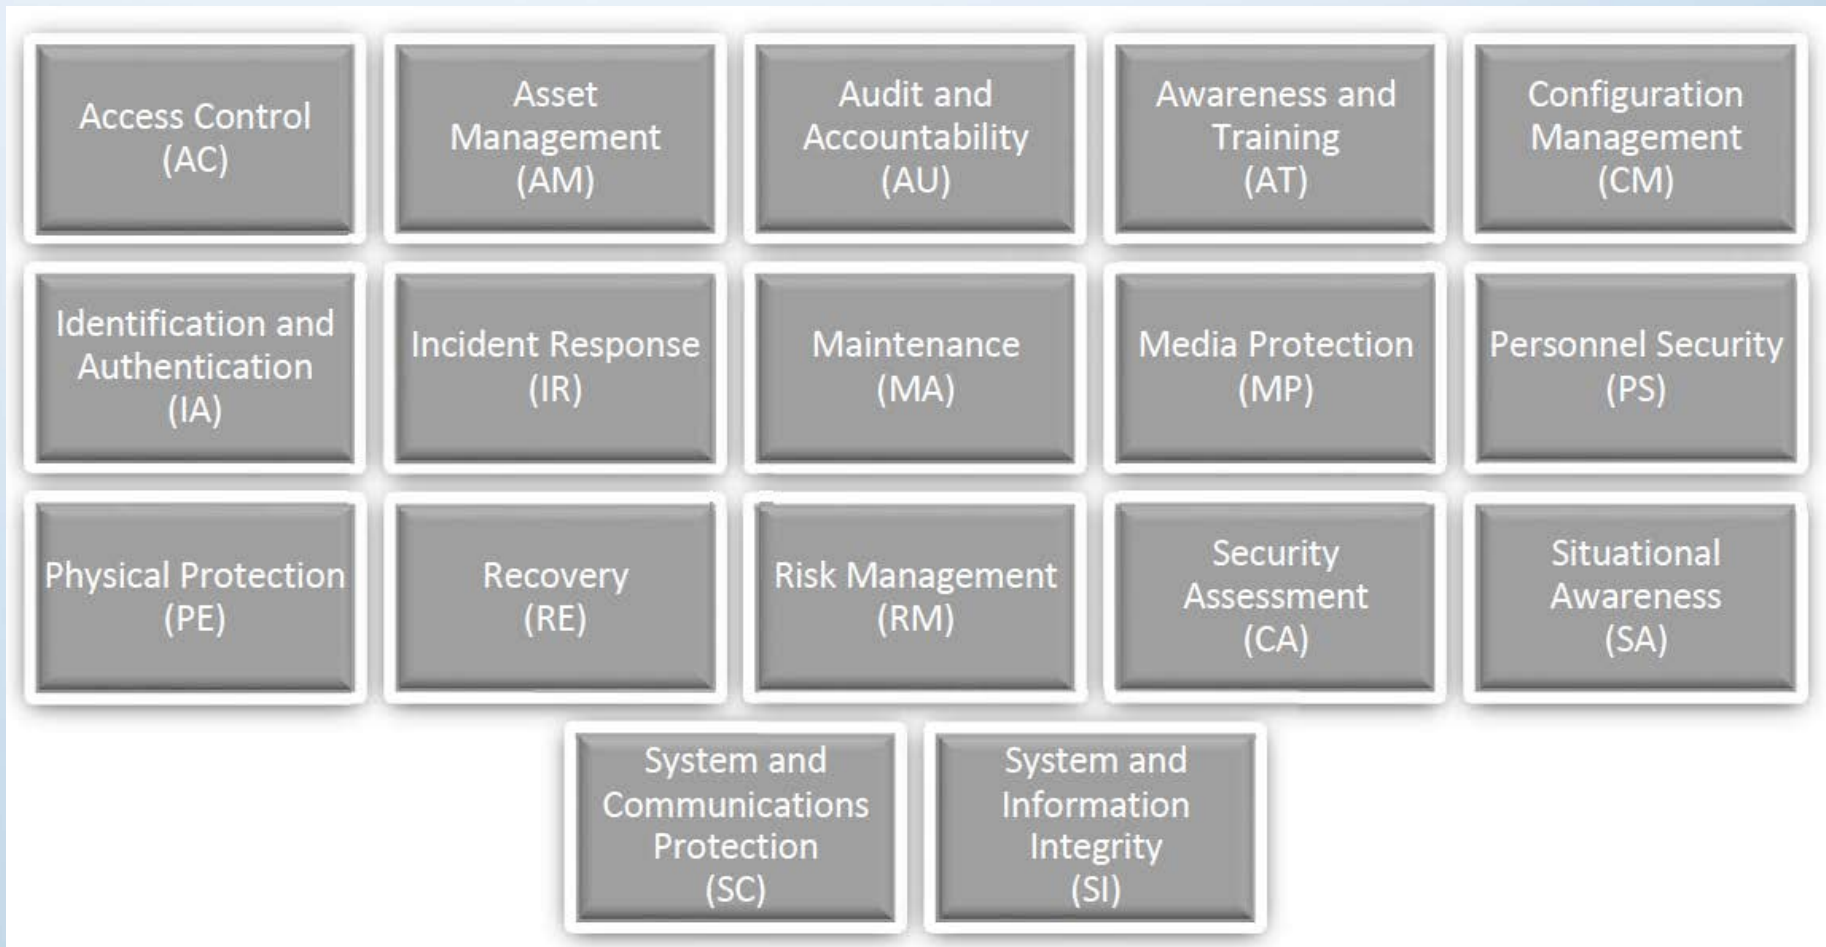 Access Control
(AC)
Asset
Management
(AM)
Audit and
Accountability
(AU)
Awareness and
Training
(AT)
Configuration
Management
(CM)
Identification and
Authentication
(IA)
Incident Response
(IR)
Maintenance
(MA)
Media Protection
(MP)
Personnel Security
(PS)
Physical Protection
(PE)
Recovery
(RE)
Risk Management
(RM)
Security
Assessment
(CA)
Situational
Awareness
(SA)
System and
Communications
Protection
(SC)
System and
Information
Integrity
(SI)